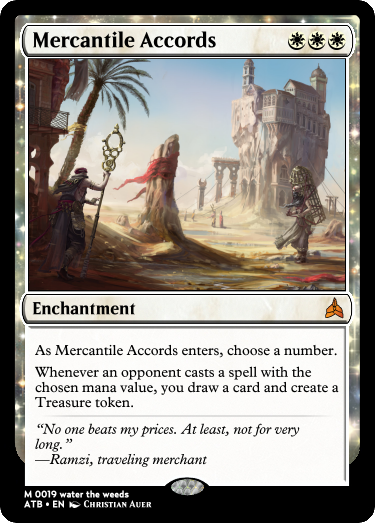 Mercantile Accords
Enchantment
As Mercantile Accords enters, choose a number.
Whenever an opponent casts a spell with the
chosen mana value, you draw a card and create a
Treasure token.
“No one beats my prices. At least, not for very
long.”
—Ramzi, traveling merchant
M 0019 water the weeds
ATB • EN Christian Auer